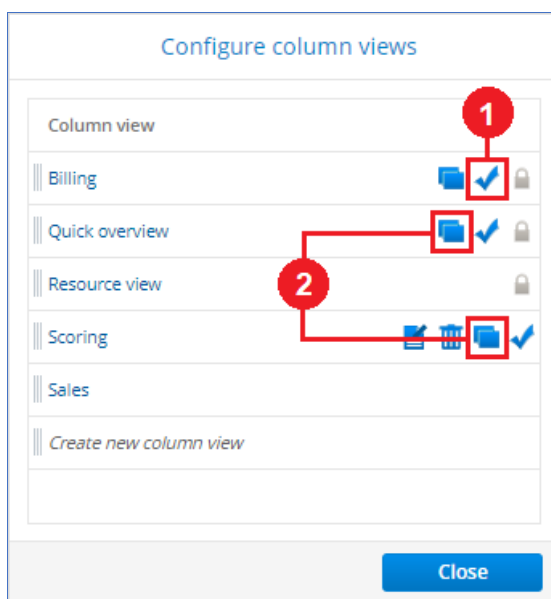 Configure column views
Column view
1
Billing
Quick overview
Resource view
2
Scoring
Sales
Create new column view
Close